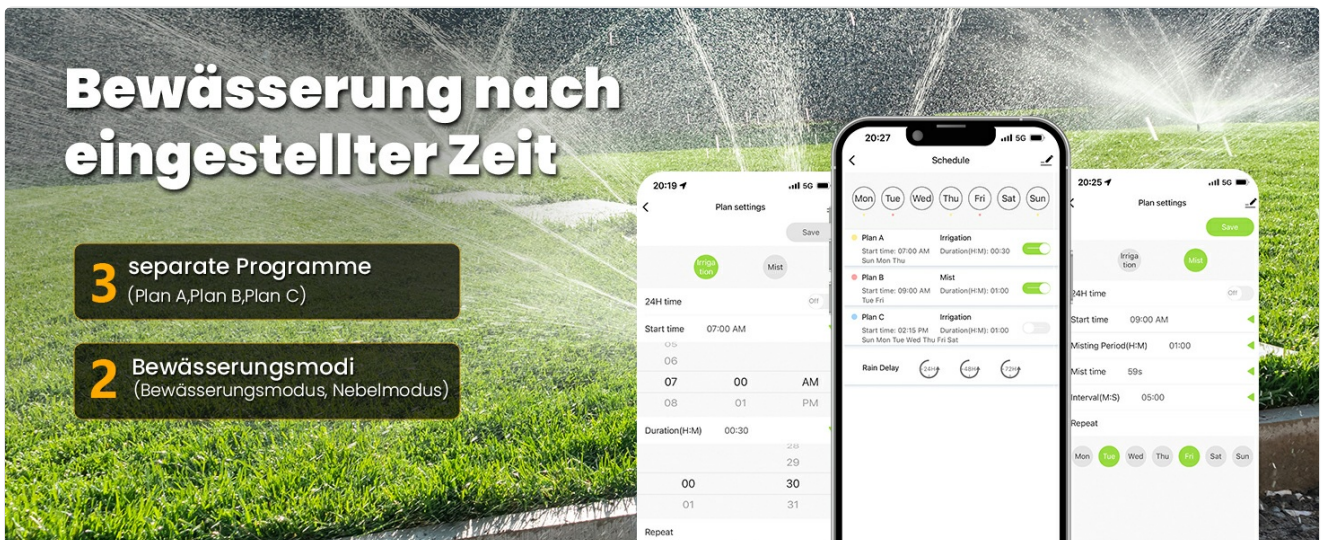 Bewässerung nach
eingestellter Zeit
3
separate Programme
(Plan A,Plan B,Plan C)
2
Bewässerungsmodi
(Bewässerungsmodus, Nebelmodus)
20:19
5G
Plan settings
Save
Irriga
tion
Mist
24H time
Off
Start time 07:00 AM
05
06
07 00 AM
08 01 PM
Duration(H:M) 00:30
28
29
00 30
01 31
Repeat
20:27
5G
Schedule
Mon Tue Wed Thu Fri Sat Sun
Plan A Irrigation
Start time: 07:00 AM Duration(H:M): 00:30
Sun Mon Thu
Plan B Mist
Start time: 09:00 AM Duration(H:M): 01:00
Tue Fri
Plan C Irrigation
Start time: 02:15 PM Duration(H:M): 01:00
Sun Mon Tue Wed Thu Fri Sat
Rain Delay 24H 48H 72H
20:25
5G
Plan settings
Save
Irriga
tion
Mist
24H time
Off
Start time 09:00 AM
Misting Period(H:M) 01:00
Mist time 59s
Interval(M:S) 05:00
Repeat
Mon Tue Wed Thu Fri Sat Sun